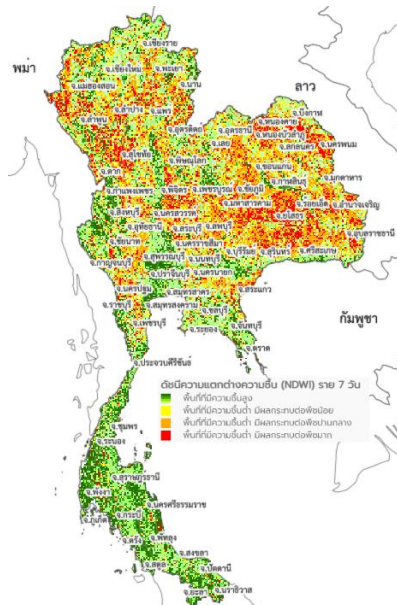 จ.เชียงราย
พม่า
จ.เชียงใหม่
จ.พะเยา
จ.น่าน
จ.แม่ฮ่องสอน
ลาว
จ.ลำปาง
จ.แพร่
จ.บึงกาฬ
จ.ลำพูน
จ.อุตรดิตถ์
จ.อุดรธานี
จ.หนองคาย
จ.หนองบัวลำภู
จ.นครพนม
จ.เลย
จ.สกลนคร
จ.สุโขทัย
จ.พิษณุโลก
จ.ขอนแก่น
จ.มุกดาหาร
จ.ตาก
จ.กาฬสินธุ์
จ.กำแพงเพชร
จ.พิจิตร
จ.เพชรบูรณ์
จ.ชัยภูมิ
จ.มหาสารคาม
จ.ร้อยเอ็ด
จ.อำนาจเจริญ
จ.สิงห์บุรี
จ.นครสวรรค์
จ.ยโสธร
จ.อุทัยธานี
จ.สระบุรี
จ.ลพบุรี
จ.อุบลราชธานี
จ.ชัยนาท
จ.นครราชสีมา
จ.บุรีรัมย์
จ.สุรินทร์
จ.ศรีสะเกษ
จ.กาญจนบุรี
จ.สุพรรณบุรี
จ.นนทบุรี
จ.ปราจีนบุรี
จ.นครนายก
จ.นครปฐม
จ.สมุทรสาคร
จ.สระแก้ว
จ.ราชบุรี
จ.สมุทรสงคราม
จ.ชลบุรี
กัมพูชา
จ.เพชรบุรี
จ.ระยอง
จ.จันทบุรี
จ.ตราด
จ.ประจวบคีรีขันธ์
ดัชนีความแตกต่างความชื้น (NDWI) ราย 7 วัน
พื้นที่ที่มีความชื้นสูง
พื้นที่ที่มีความชื้นต่ำ มีผลกระทบต่อพืชน้อย
พื้นที่ที่มีความชื้นต่ำ มีผลกระทบต่อพืชปานกลาง
พื้นที่ที่มีความชื้นต่ำ มีผลกระทบต่อพืชมาก
จ.ชุมพร
จ.ระนอง
จ.สุราษฎร์ธานี
จ.พังงา
จ.นครศรีธรรมราช
จ.ภูเก็ต
จ.กระบี่
จ.ตรัง
จ.พัทลุง
จ.สงขลา
จ.สตูล
จ.ปัตตานี
จ.ยะลา
จ.นราธิวาส